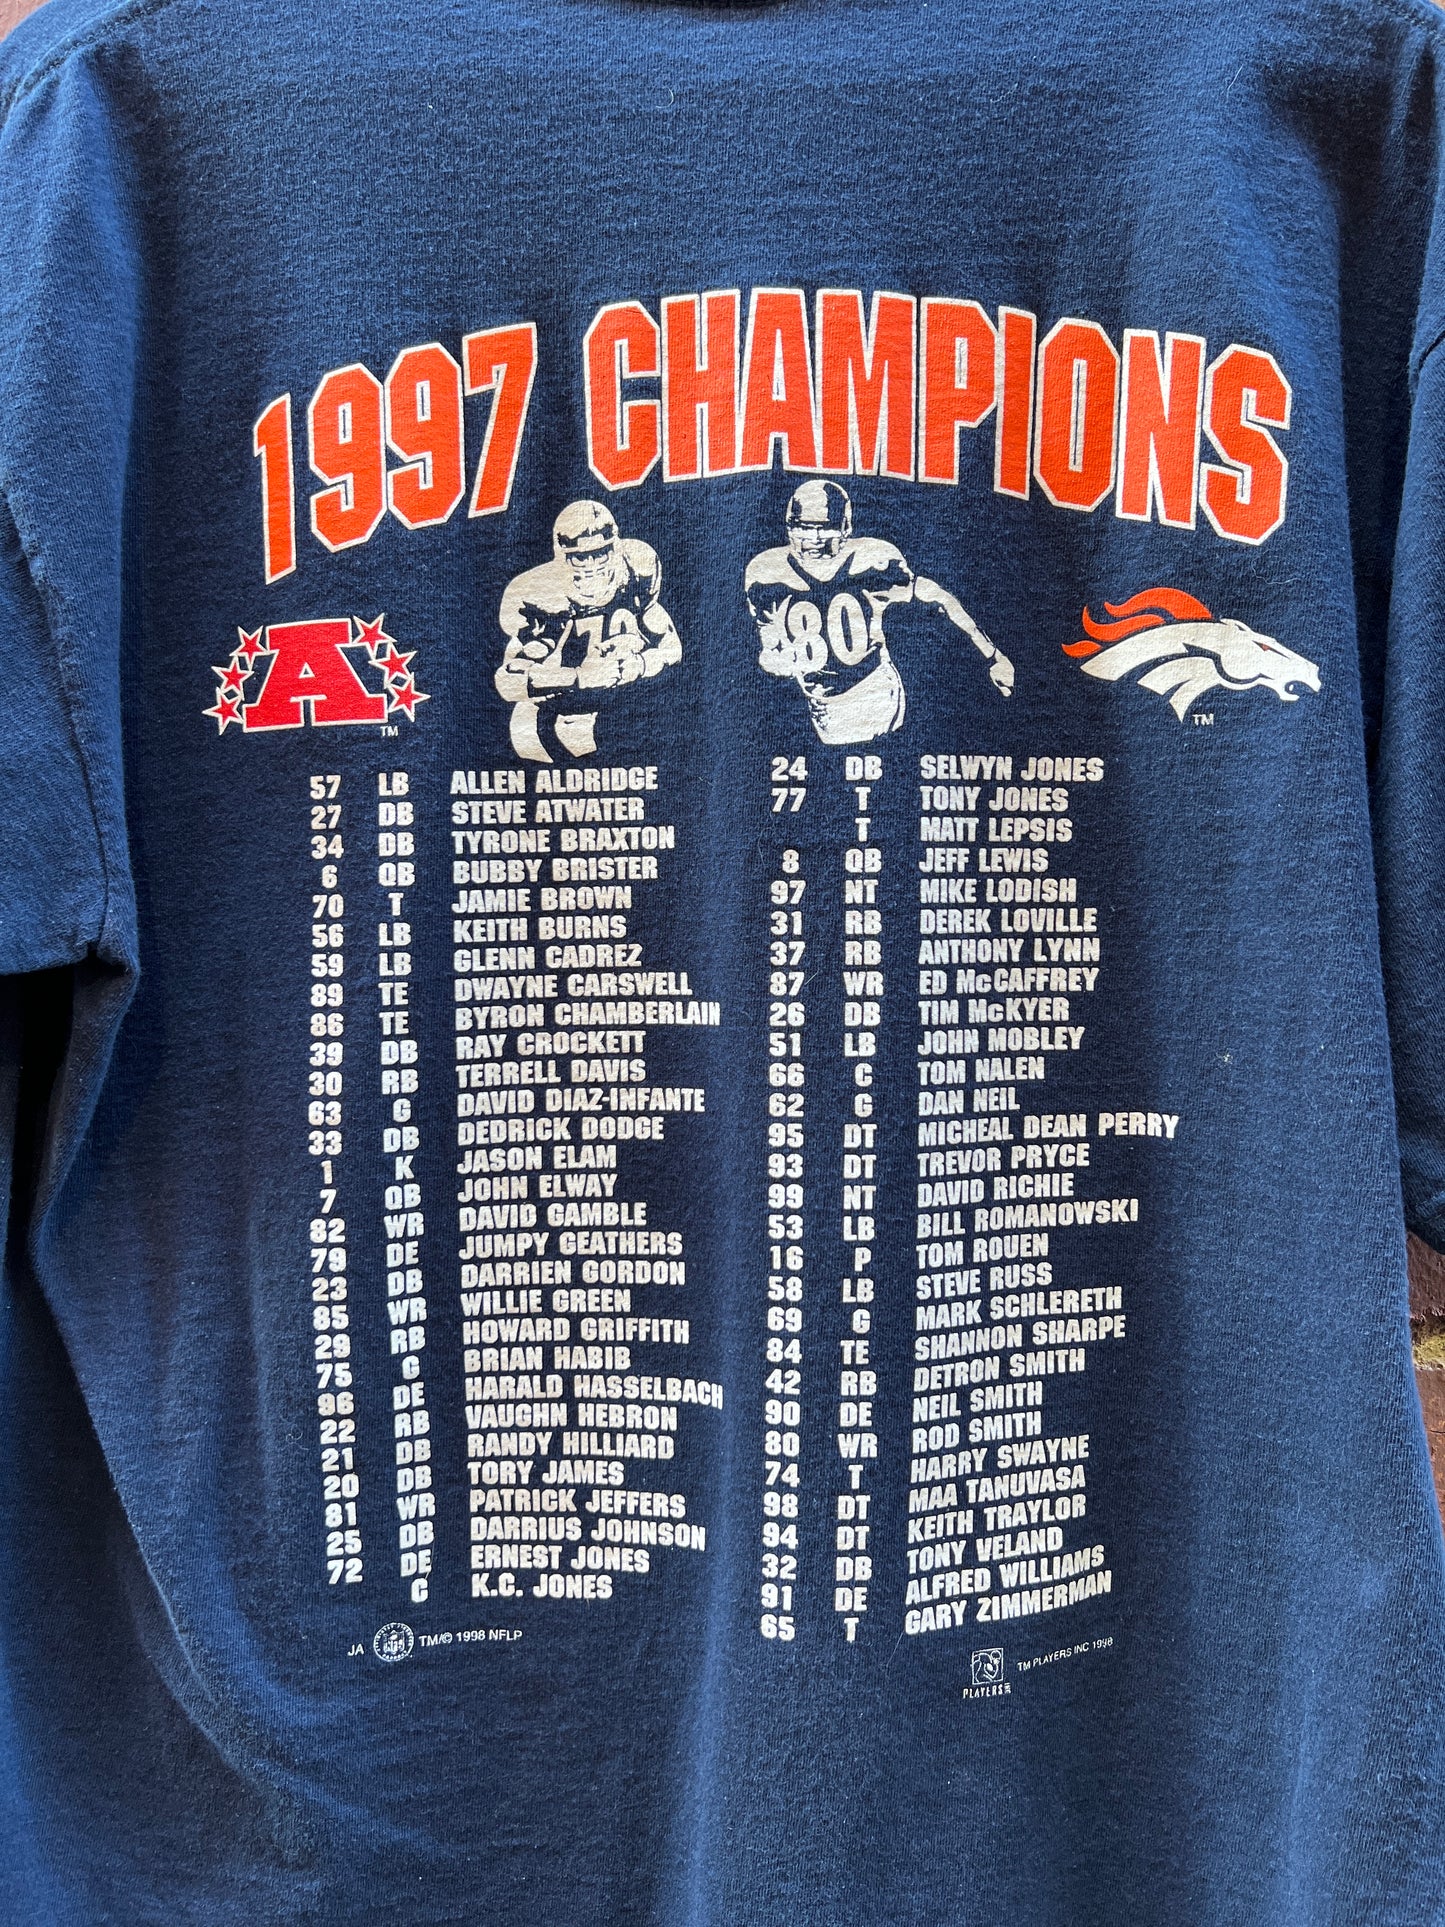 1997 CHAMPIONS
A
TM
80
TM
57 LB ALLEN ALDRIDGE
27 DB STEVE ATWATER
34 DB TYRONE BRAXTON
6 QB BUBBY BRISTER
70 T JAMIE BROWN
56 LB KEITH BURNS
59 LB GLENN CADREZ
89 TE DWAYNE CARSWELL
86 TE BYRON CHAMBERLAIN
39 DB RAY CROCKETT
30 RB TERRELL DAVIS
63 G DAVID DIAZ-INFANTE
33 DB DEDRICK DODGE
1 K JASON ELAM
7 QB JOHN ELWAY
82 WR DAVID GAMBLE
79 DE JUMPY GEATHERS
23 DB DARRIEN GORDON
85 WR WILLIE GREEN
29 RB HOWARD GRIFFITH
75 G BRIAN HABIB
96 DE HARALD HASSELBACH
22 RB VAUGHN HEBRON
21 DB RANDY HILLIARD
20 DB TORY JAMES
81 WR PATRICK JEFFERS
25 DB DARRIUS JOHNSON
72 DE ERNEST JONES
C K.C. JONES
24 DB SELWYN JONES
77 T TONY JONES
T MATT LEPSIS
8 QB JEFF LEWIS
97 NT MIKE LODISH
31 RB DEREK LOVILLE
37 RB ANTHONY LYNN
87 WR ED McCAFFREY
26 DB TIM McKYER
51 LB JOHN MOBLEY
66 C TOM NALEN
62 G DAN NEIL
95 DT MICHEAL DEAN PERRY
93 DT TREVOR PRYCE
99 NT DAVID RICHIE
53 LB BILL ROMANOWSKI
16 P TOM ROUEN
58 LB STEVE RUSS
69 G MARK SCHLERETH
84 TE SHANNON SHARPE
42 RB DETRON SMITH
90 DE NEIL SMITH
80 WR ROD SMITH
74 T HARRY SWAYNE
98 DT MAA TANUVASA
94 DT KEITH TRAYLOR
32 DB TONY VELAND
91 DE ALFRED WILLIAMS
65 T GARY ZIMMERMAN
JA TM/© 1998 NFLP
PLAYERS INC
TM PLAYERS INC 1998